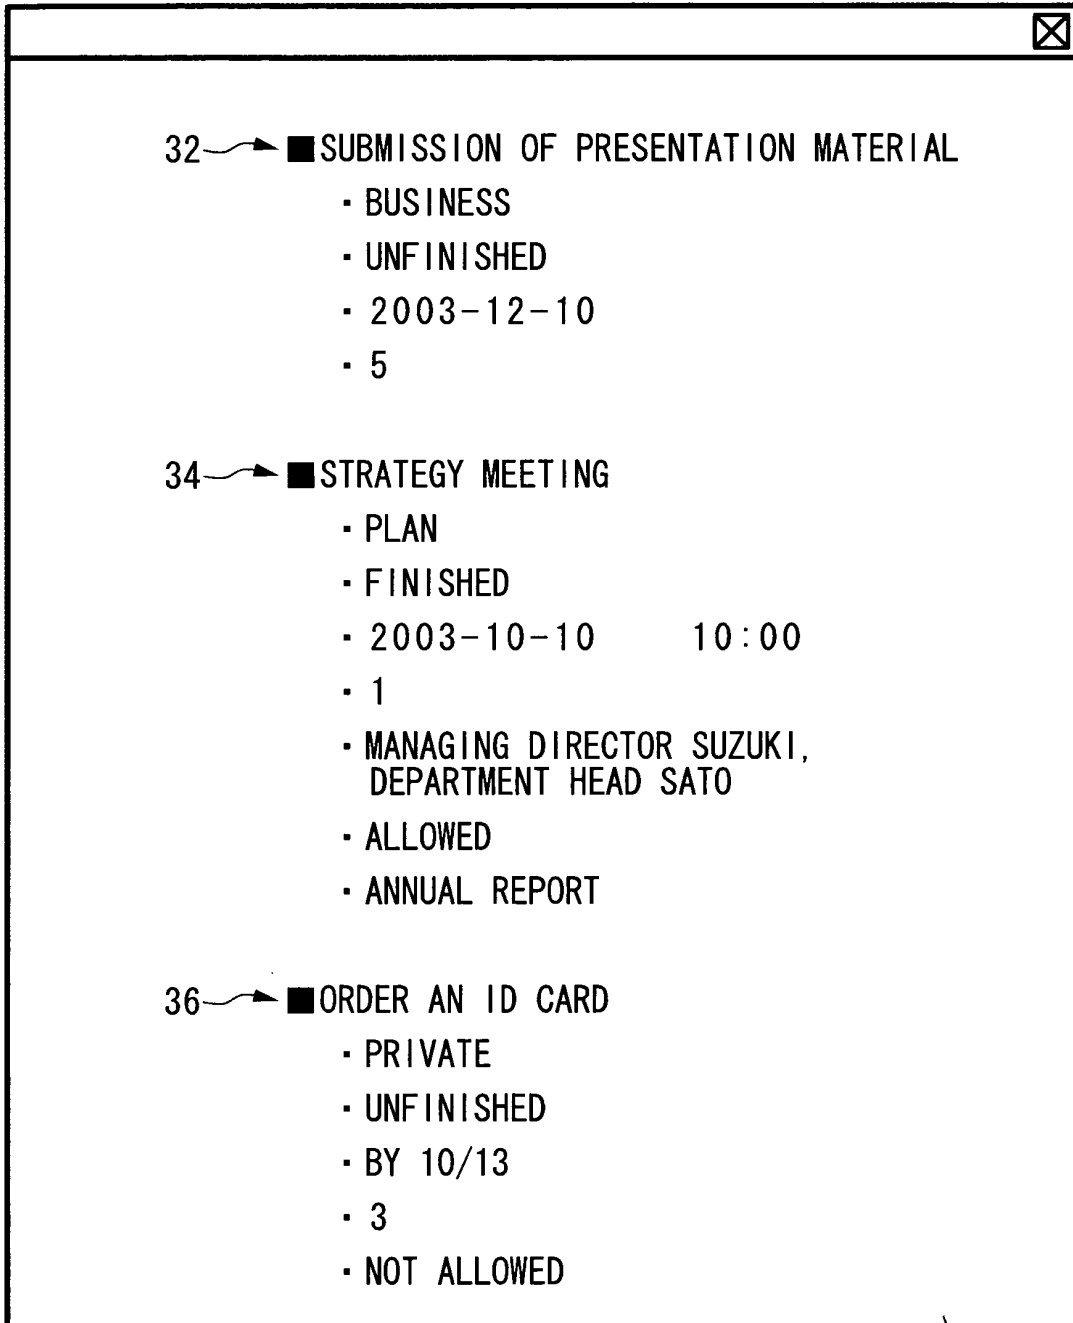 32 ■SUBMISSION OF PRESENTATION MATERIAL
・BUSINESS
・UNFINISHED
・2003-12-10
・5
34 ■STRATEGY MEETING
・PLAN
・FINISHED
・2003-10-10 10:00
・1
・MANAGING DIRECTOR SUZUKI,
DEPARTMENT HEAD SATO
・ALLOWED
・ANNUAL REPORT
36 ■ORDER AN ID CARD
・PRIVATE
・UNFINISHED
・BY 10/13
・3
・NOT ALLOWED